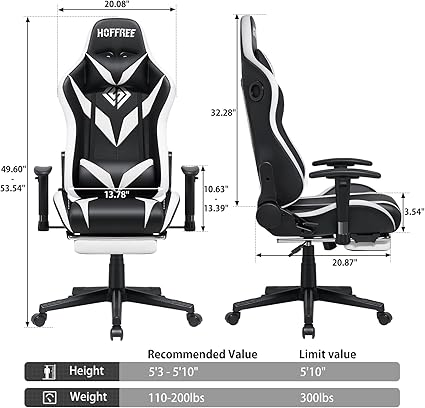 20.08"
HOFFREE
32.28"
49.60"
- 53.54"
13.78"
10.63"
- 13.39"
3.54"
20.87"
Recommended Value Limit value
Height 5'3 - 5'10" 5'10"
Weight 110-200lbs 300lbs